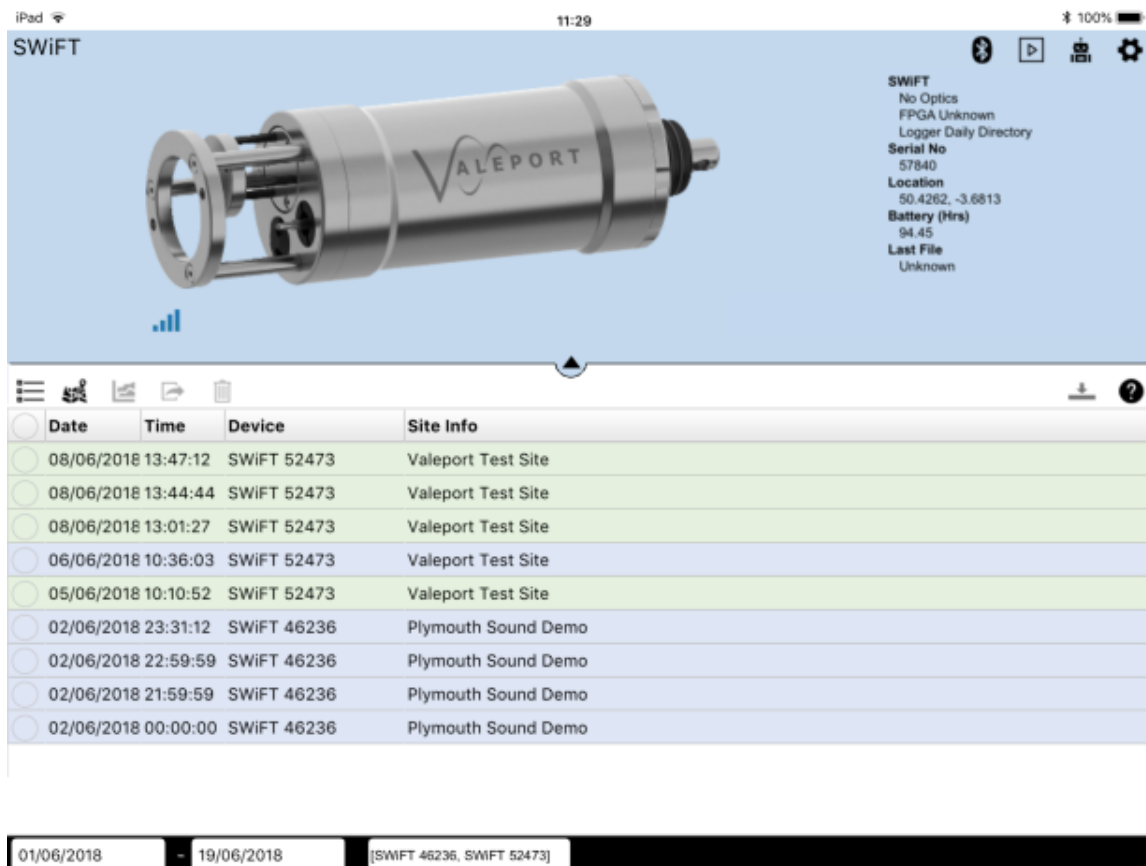 iPad 11:29 100%
SWiFT
VALEPORT
SWiFT
No Optics
FPGA Unknown
Logger Daily Directory
Serial No
57840
Location
50.4262, -3.6813
Battery (Hrs)
94.45
Last File
Unknown
Date Time Device Site Info
08/06/2018 13:47:12 SWiFT 52473 Valeport Test Site
08/06/2018 13:44:44 SWiFT 52473 Valeport Test Site
08/06/2018 13:01:27 SWiFT 52473 Valeport Test Site
06/06/2018 10:36:03 SWiFT 52473 Valeport Test Site
05/06/2018 10:10:52 SWiFT 52473 Valeport Test Site
02/06/2018 23:31:12 SWiFT 46236 Plymouth Sound Demo
02/06/2018 22:59:59 SWiFT 46236 Plymouth Sound Demo
02/06/2018 21:59:59 SWiFT 46236 Plymouth Sound Demo
02/06/2018 00:00:00 SWiFT 46236 Plymouth Sound Demo
01/06/2018 - 19/06/2018 [SWiFT 46236, SWiFT 52473]